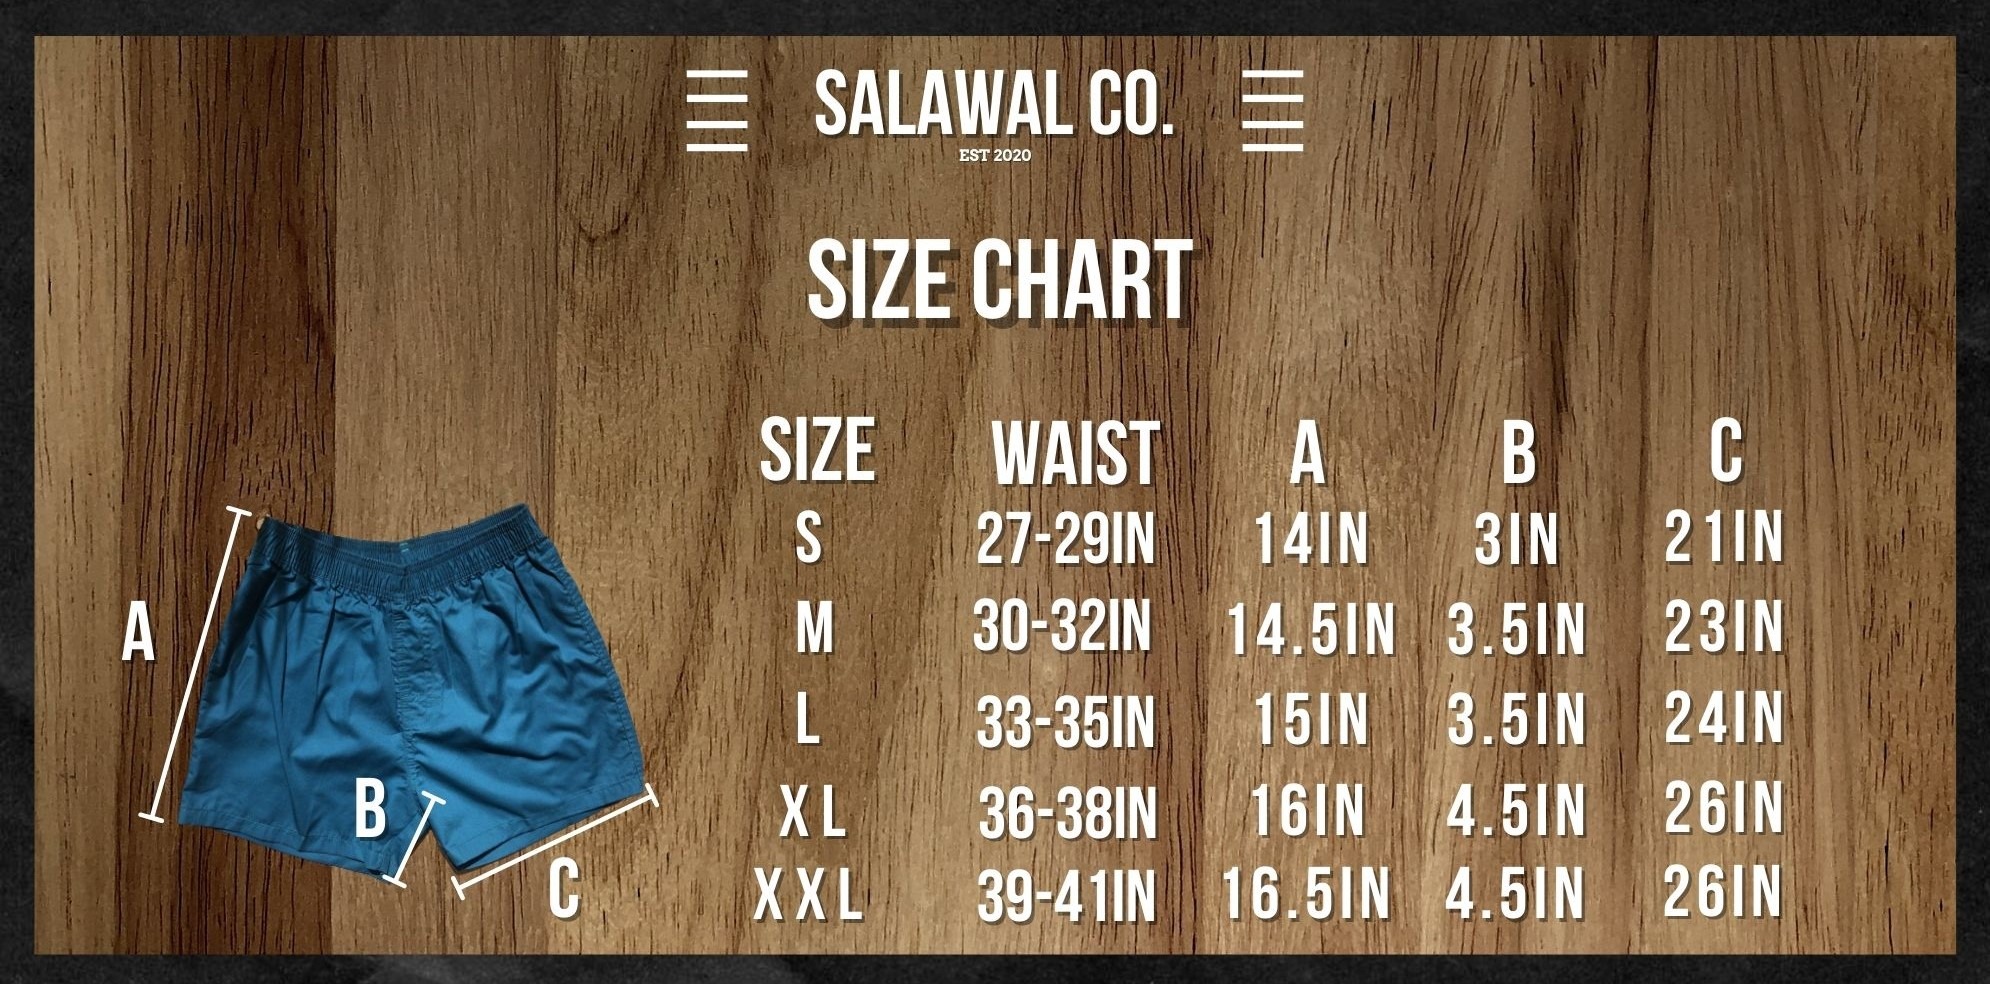 SALAWAL CO.
EST 2020
SIZE CHART
SIZE WAIST A B C
S 27-29IN 14IN 3IN 21IN
M 30-32IN 14.5IN 3.5IN 23IN
L 33-35IN 15IN 3.5IN 24IN
XL 36-38IN 16IN 4.5IN 26IN
XXL 39-41IN 16.5IN 4.5IN 26IN
A
B
C